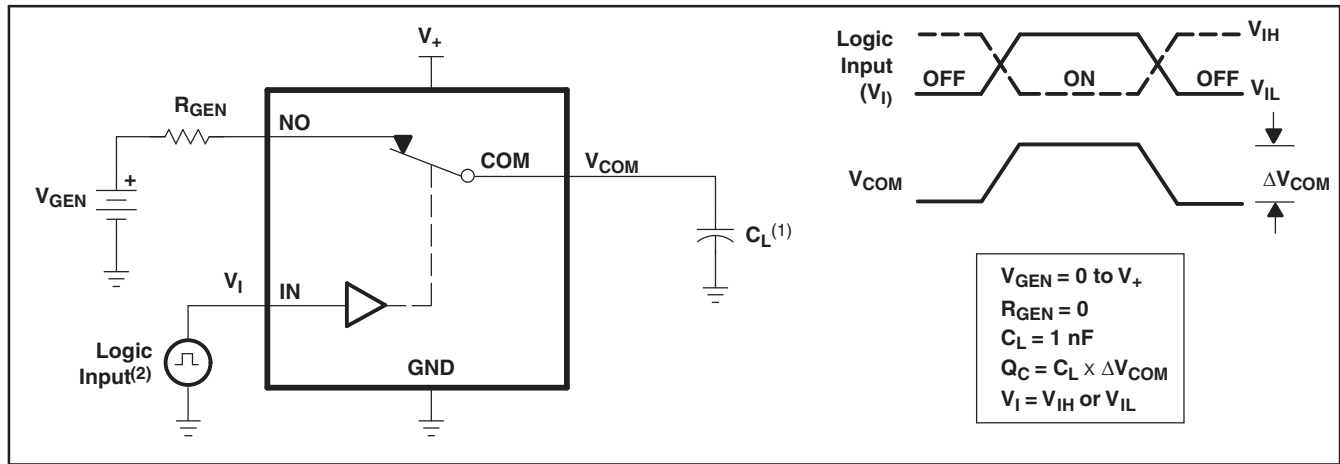 V+
RGEN
NO
COM
VCOM
VGEN
+
CL(1)
VI
IN
Logic
Input(2)
GND
Logic
Input
(VI)
OFF
ON
OFF
VIH
VIL
VCOM
ΔVCOM
VGEN = 0 to V+
RGEN = 0
CL = 1 nF
QC = CL x ΔVCOM
VI = VIH or VIL